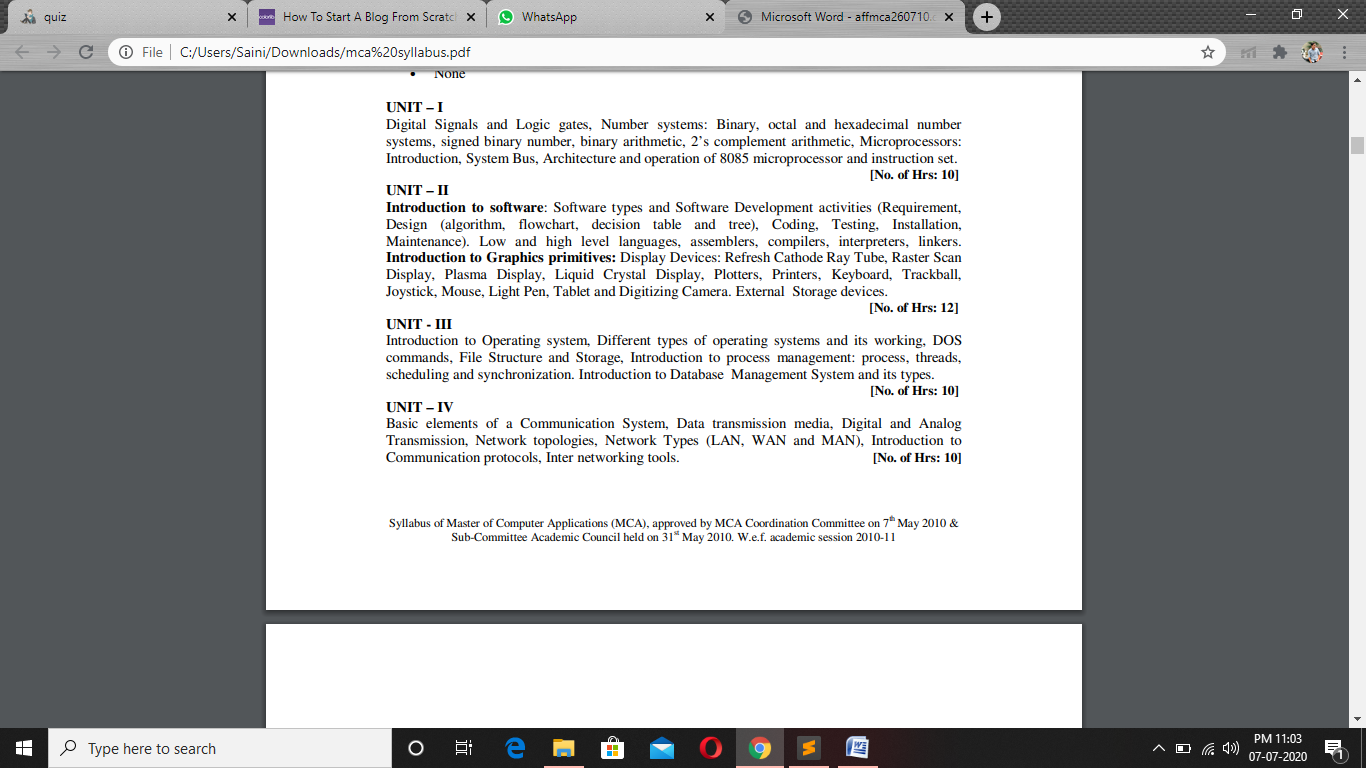 quiz
How To Start A Blog From Scratc
WhatsApp
Microsoft Word - affmca260710.
File
C:/Users/Saini/Downloads/mca%20syllabus.pdf
• None
UNIT – I
Digital Signals and Logic gates, Number systems: Binary, octal and hexadecimal number
systems, signed binary number, binary arithmetic, 2's complement arithmetic, Microprocessors:
Introduction, System Bus, Architecture and operation of 8085 microprocessor and instruction set.
[No. of Hrs: 10]
UNIT – II
Introduction to software: Software types and Software Development activities (Requirement,
Design (algorithm, flowchart, decision table and tree), Coding, Testing, Installation,
Maintenance). Low and high level languages, assemblers, compilers, interpreters, linkers.
Introduction to Graphics primitives: Display Devices: Refresh Cathode Ray Tube, Raster Scan
Display, Plasma Display, Liquid Crystal Display, Plotters, Printers, Keyboard, Trackball,
Joystick, Mouse, Light Pen, Tablet and Digitizing Camera. External Storage devices.
[No. of Hrs: 12]
UNIT - III
Introduction to Operating system, Different types of operating systems and its working, DOS
commands, File Structure and Storage, Introduction to process management: process, threads,
scheduling and synchronization. Introduction to Database Management System and its types.
[No. of Hrs: 10]
UNIT – IV
Basic elements of a Communication System, Data transmission media, Digital and Analog
Transmission, Network topologies, Network Types (LAN, WAN and MAN), Introduction to
Communication protocols, Inter networking tools. [No. of Hrs: 10]
Syllabus of Master of Computer Applications (MCA), approved by MCA Coordination Committee on 7th May 2010 &
Sub-Committee Academic Council held on 31st May 2010. W.e.f. academic session 2010-11
Type here to search
PM 11:03
07-07-2020
1